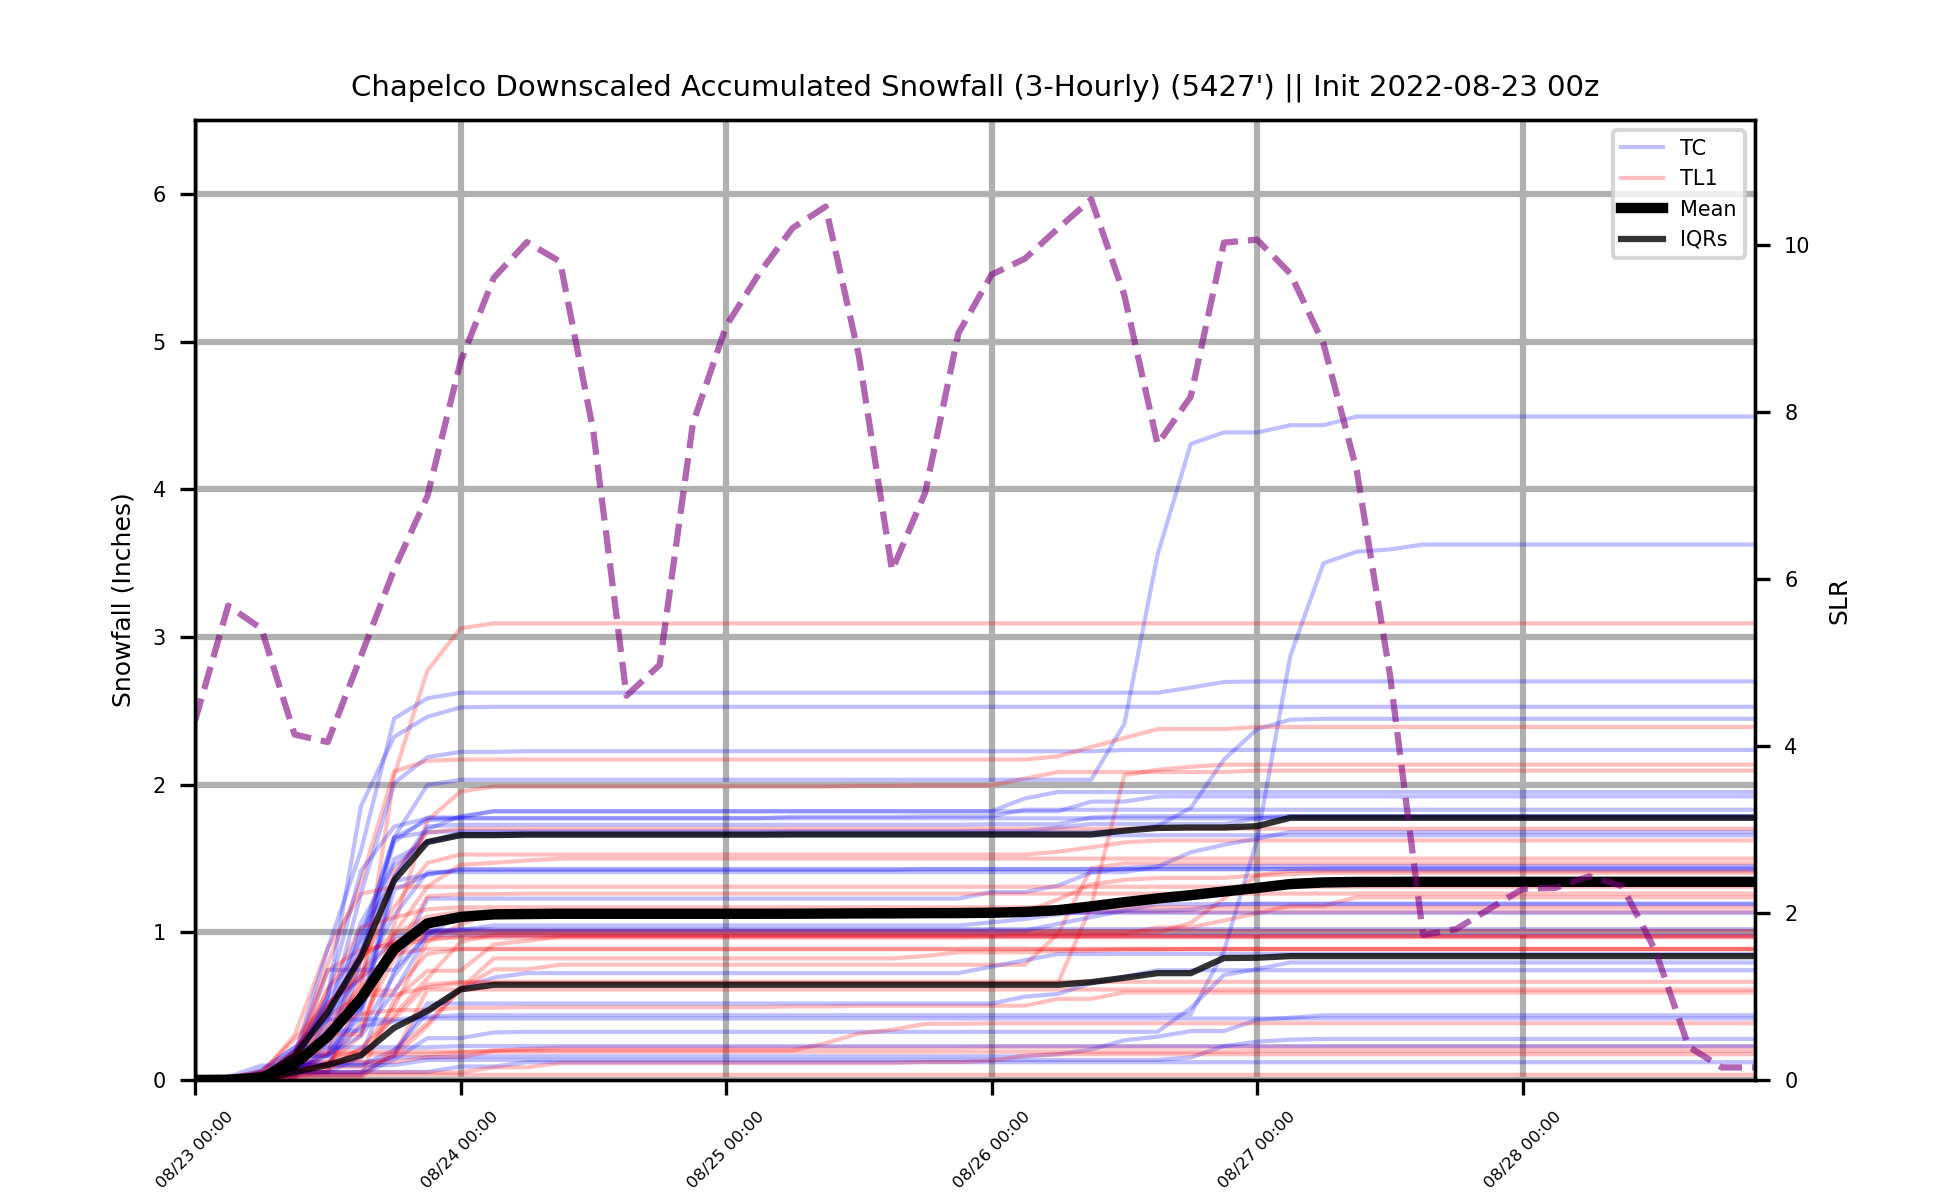 Chapelco Downscaled Accumulated Snowfall (3-Hourly) (5427') || Init 2022-08-23 00z
TC
TL1
Mean
IQRs
Snowfall (Inches)
6
5
4
3
2
1
0
SLR
10
8
6
4
2
0
08/23 00:00
08/24 00:00
08/25 00:00
08/26 00:00
08/27 00:00
08/28 00:00